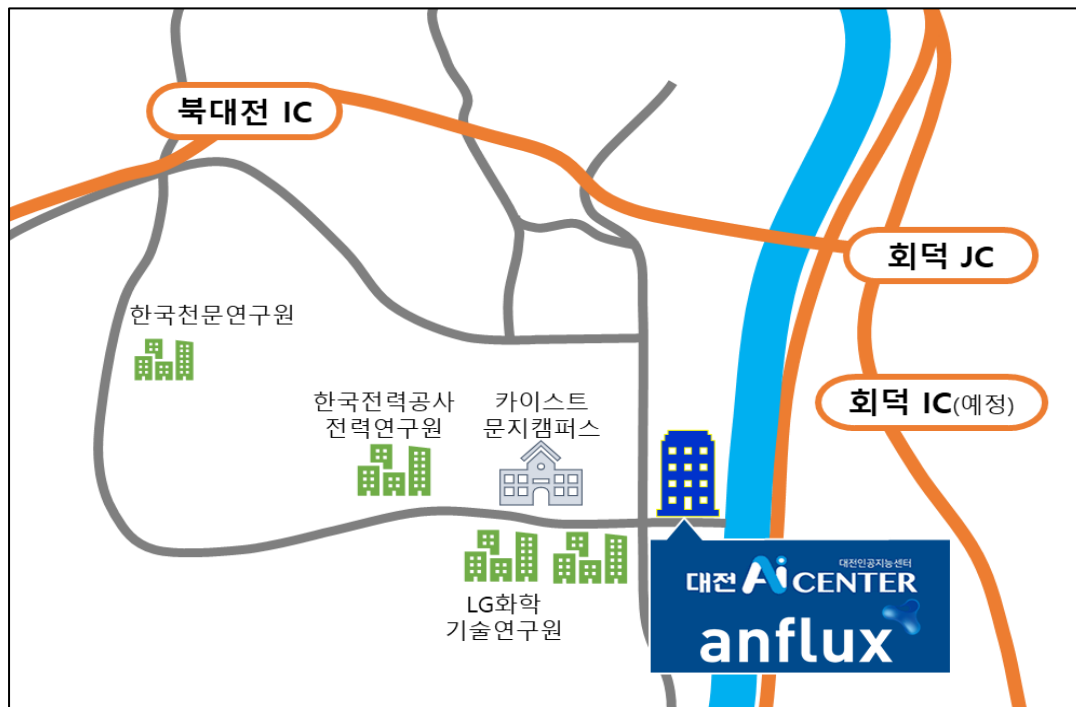 북대전 IC
회덕 JC
한국천문연구원
회덕 IC(예정)
한국전력공사
전력연구원
카이스트
문지캠퍼스
대전인공지능센터
대전 Ai CENTER
anflux
LG화학
기술연구원